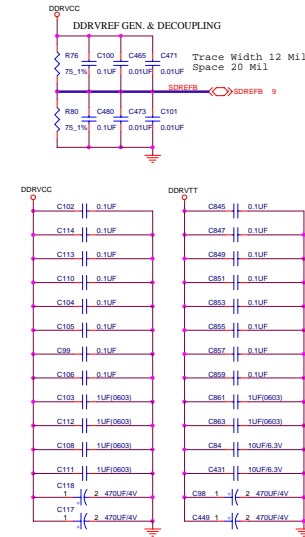 DDRVCC
DDRVREF GEN. & DECOUPLING
R76 C100 C465 C471
75_1% 0.1UF 0.01UF 0.01UF
Trace Width 12 Mil
Space 20 Mil
SDREFB SDREFB 9
R80 C480 C473 C101
75_1% 0.1UF 0.01UF 0.01UF
DDRVCC DDRVTT
C102 0.1UF C845 0.1UF
C114 0.1UF C847 0.1UF
C113 0.1UF C849 0.1UF
C110 0.1UF C851 0.1UF
C104 0.1UF C853 0.1UF
C105 0.1UF C855 0.1UF
C99 0.1UF C857 0.1UF
C106 0.1UF C859 0.1UF
C103 1UF(0603) C861 1UF(0603)
C112 1UF(0603) C863 1UF(0603)
C108 1UF(0603) C84 10UF/6.3V
C111 1UF(0603) C431 10UF/6.3V
C118
1 + 2 470UF/4V C98 1 + 2 470UF/4V
C117
1 + 2 470UF/4V C449 1 + 2 470UF/4V